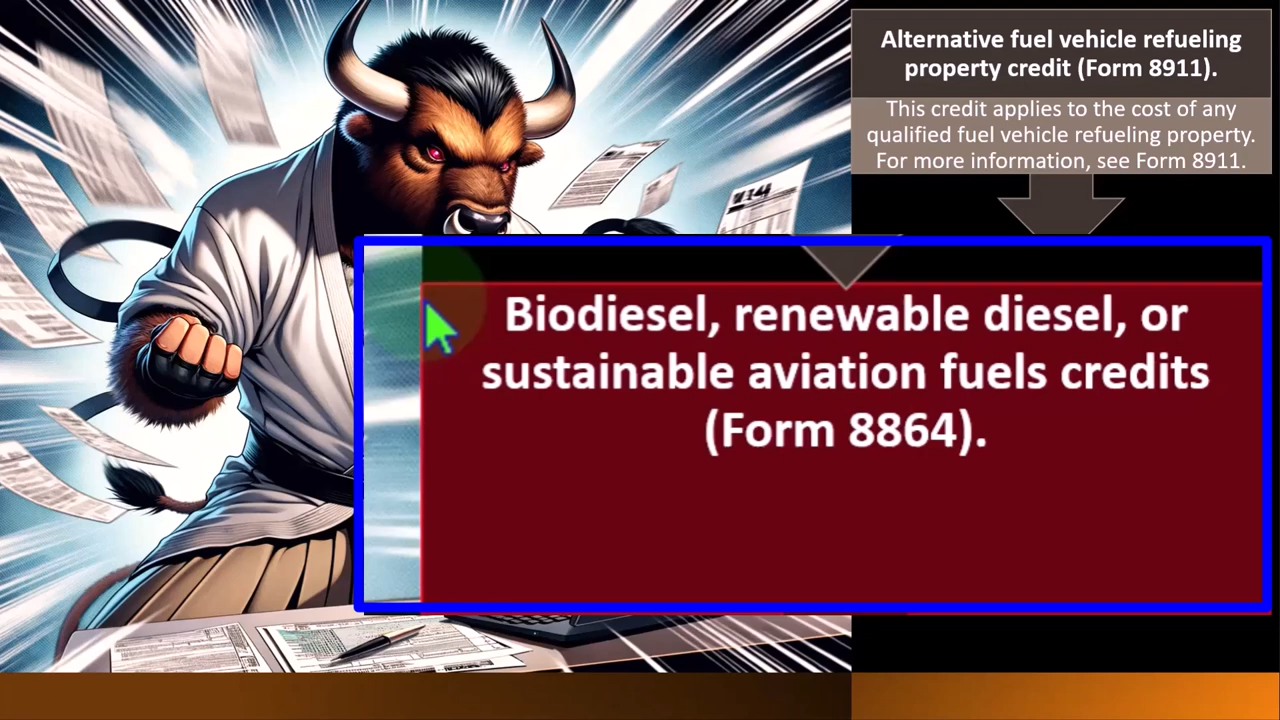 Alternative fuel vehicle refueling
property credit (Form 8911).
This credit applies to the cost of any
qualified fuel vehicle refueling property.
For more information, see Form 8911.
Biodiesel, renewable diesel, or
sustainable aviation fuels credits
(Form 8864).